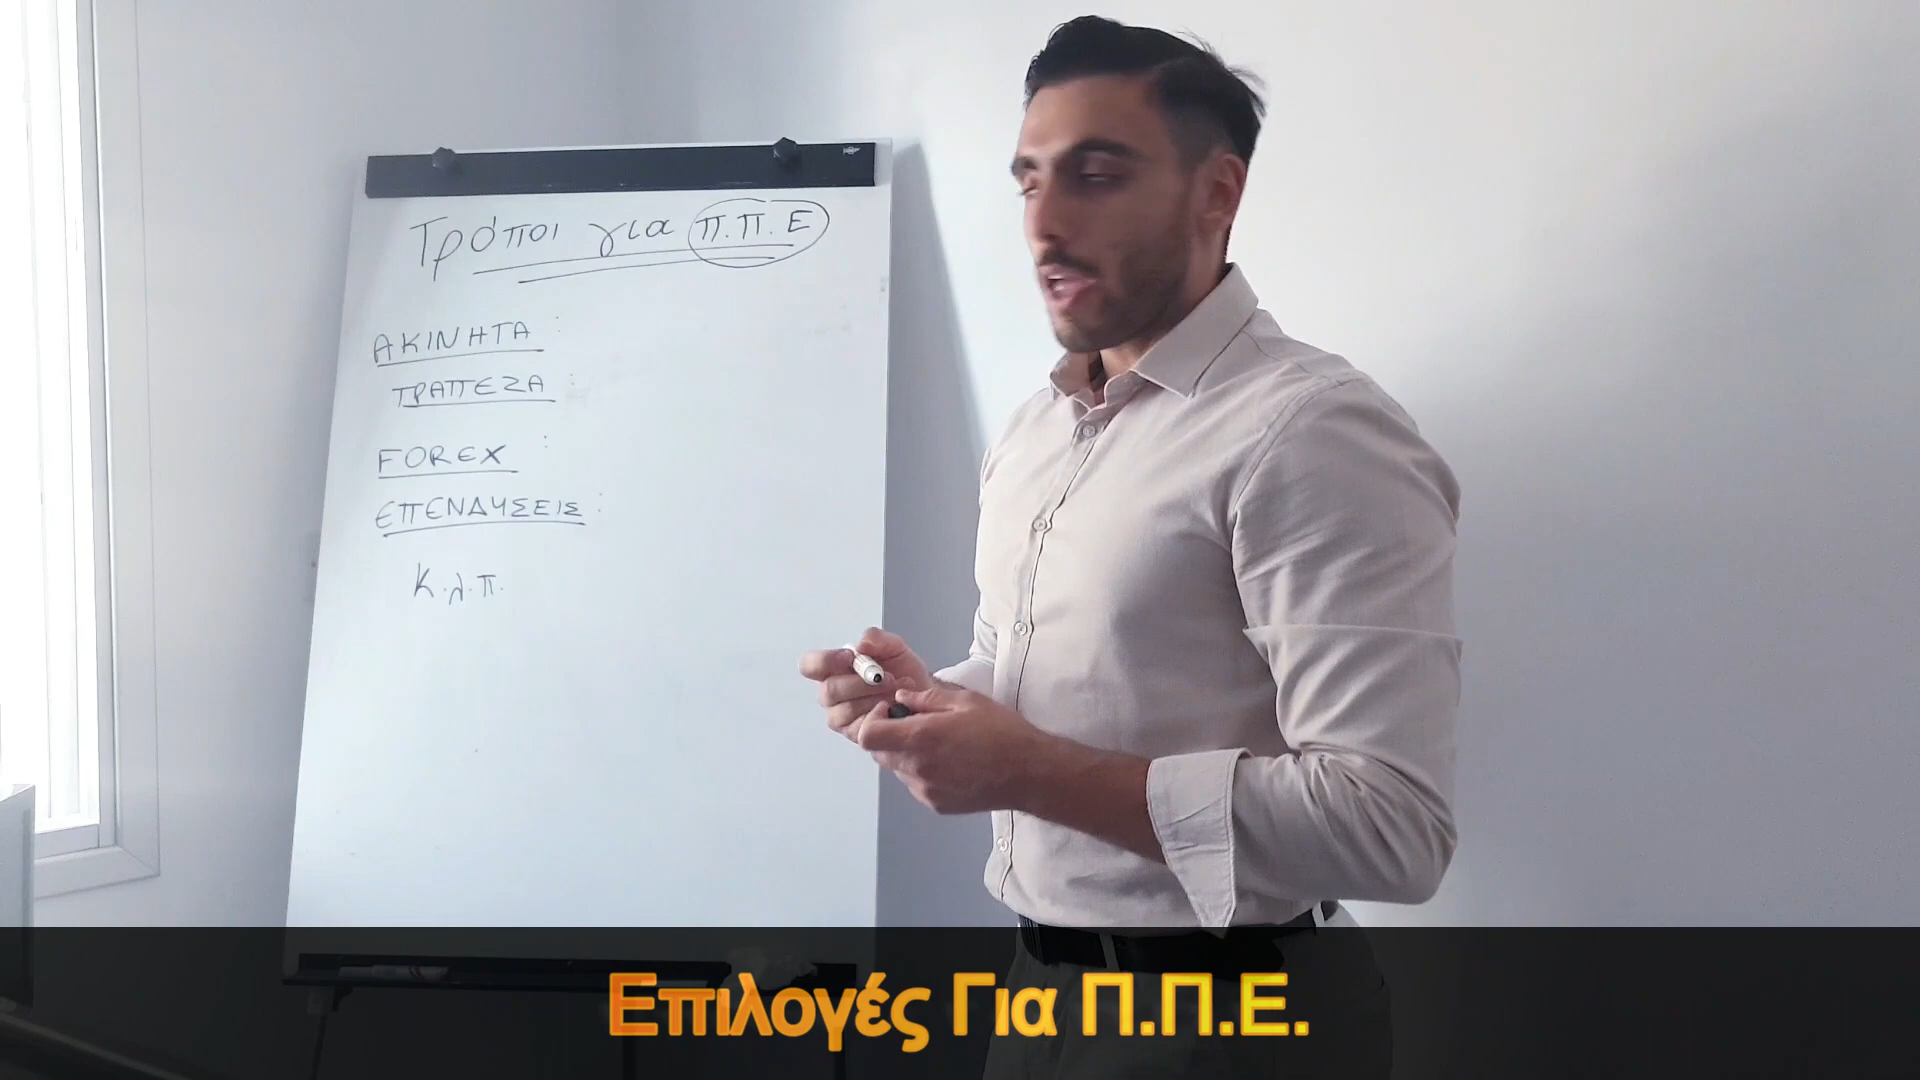 Τρόποι για Π.Π.Ε
ΑΚΙΝΗΤΑ :
ΤΡΑΠΕΖΑ :
FOREX :
ΕΠΕΝΔΥΣΕΙΣ :
Κ.λ.π.
Επιλογές Για Π.Π.Ε.